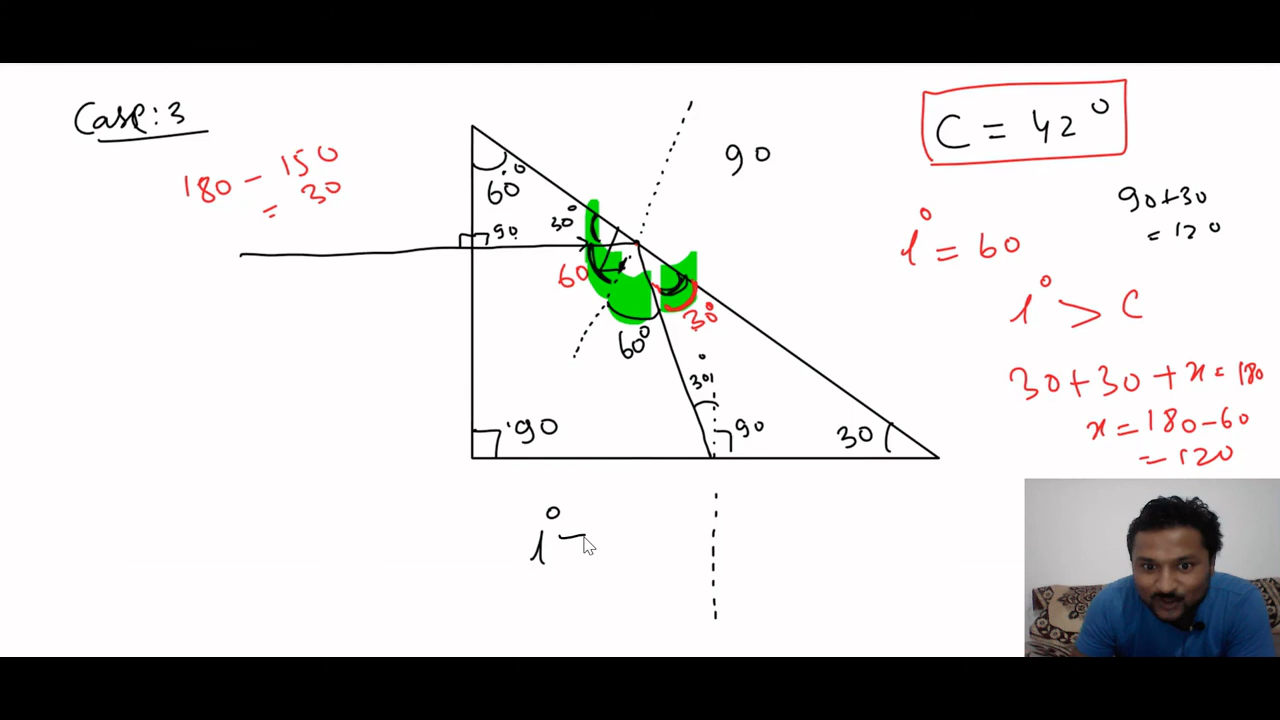 Case: 3
180 - 150
= 30
C = 42°
90+30
= 120
i = 60
i > C
30+30+x=180
x = 180-60
= 120
90
60°
30°
90
60
60°
30°
30°
90
90
30
i =